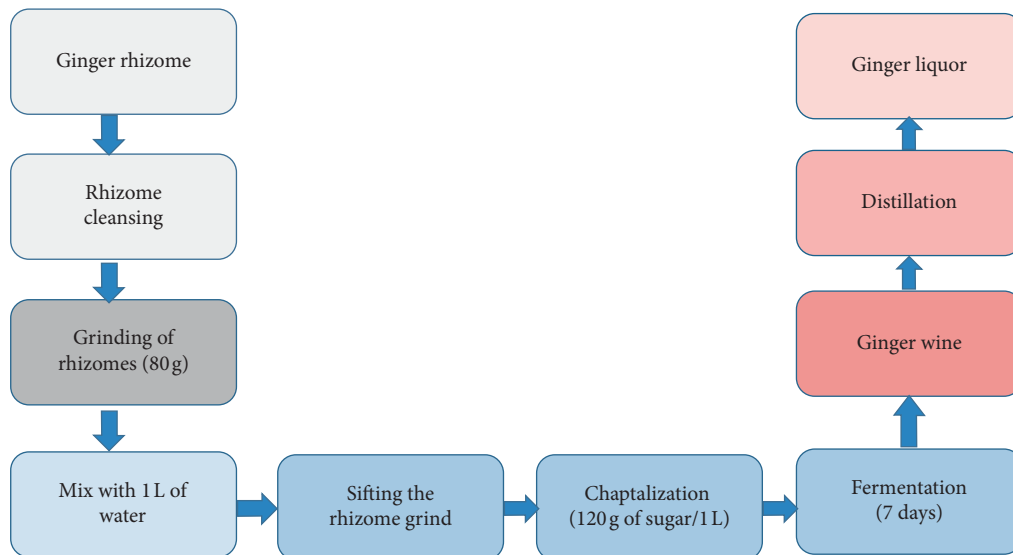 Ginger rhizome
Rhizome
cleansing
Grinding of
rhizomes (80 g)
Mix with 1 L of
water
Sifting the
rhizome grind
Chaptalization
(120 g of sugar/1 L)
Fermentation
(7 days)
Ginger wine
Distillation
Ginger liquor